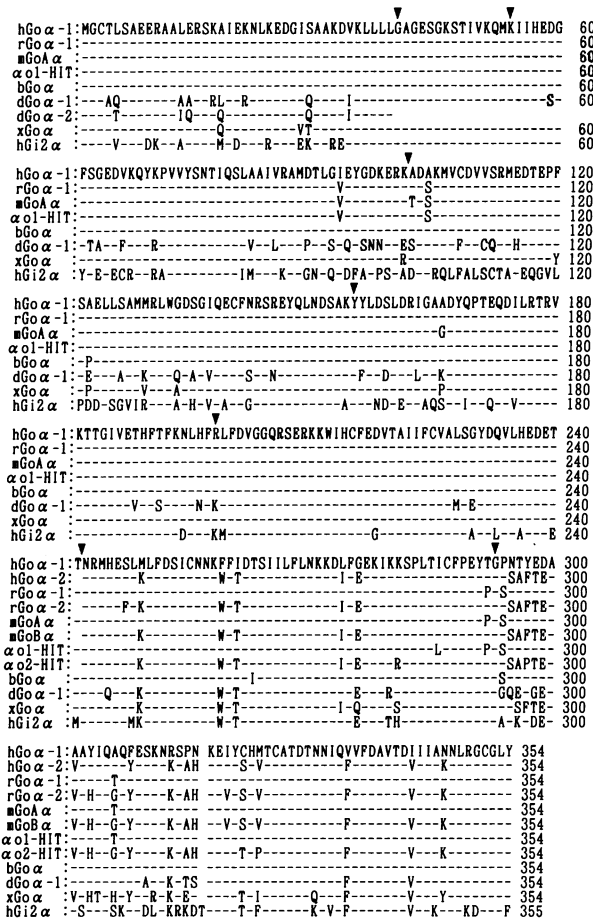 hGoα-1:MGCTLSAEERAALERSKAIEKNLKEDGISAAKDVKLLLLGAGESGKSTIVKQMKIIHEDG 60
rGoα-1:------------------------------------------------------------ 60
mGoAα:------------------------------------------------------------ 60
αo1-HIT:------------------------------------------------------------ 60
bGoα:------------------------------------------------------------ 60
dGoα-1:---AQ-------AA--RL--R-------Q----I------------------------S- 60
dGoα-2:----T-------IQ--Q-----------Q----I-----
xGoα:-----------------Q---------VT------------------------------- 60
hGi2α:----V---DK--A----M-D---R---EK--RE--------------------------- 60
hGoα-1:FSGEDVKQYKPVVYSNTIQSLAAIVRAMDTLGIEYGDKERKADAKMVCDVVSRMEDTEPF 120
rGoα-1:--------------------------------V----------S---------------- 120
mGoAα:--------------------------------V--------T-S---------------- 120
αo1-HIT:--------------------------------V----------S---------------- 120
bGoα:------------------------------------------------------------ 120
dGoα-1:-TA--F---R-----------V--L---P--S-Q-SNN--ES-----F--CQ--H----- 120
xGoα:----------------------------------------R------------------Y 120
hGi2α:Y-E-ECR--RA----------IM---K---GN-Q-DFA-PS-AD--RQLFALSCTA-EQGVL 120
hGoα-1:SAELLSAMMRLWGDSGIQECFNRSREYQLNDSAKYYLDSLDRIGAADYQPTEQDILRTRV 180
rGoα-1:------------------------------------------------------------ 180
mGoAα:---------------------------------------------G-------------- 180
αo1-HIT:------------------------------------------------------------ 180
bGoα:-P---------------------------------------------------------- 180
dGoα-1:-E---A--K----Q-A-V----S--N----------F--D---L--K------------- 180
xGoα:-P------V---A--------------------------------P-------------- 180
hGi2α:PDD-SGVIR---A-H-V-A--G-----------A---ND-E--AQS--I--Q--V----- 180
hGoα-1:KTTGIVETHFTFKNLHFRLFDVGGQRSERKKWIHCFEDVTAIIFCVALSGYDQVLHEDET 240
rGoα-1:------------------------------------------------------------ 240
mGoAα:------------------------------------------------------------ 240
αo1-HIT:------------------------------------------------------------ 240
bGoα:------------------------------------------------------------ 240
dGoα-1:-------V--S----N-K-----------------------------M-E---------- 240
xGoα:------------------------------------------------------------ 240
hGi2α:-------------D---KM-----------------G-----------A--L--A---E 240
hGoα-1:TNRMHESLMLFDSICNNKFFIDTSIILFLNKKDLFGEKIKKSPLTICFPEYTGPNTYEDA 300
hGoα-2:--------K---------W-T------------I-E-----------------SAFTE- 300
rGoα-1:--------------------------------------------------P-S------- 300
rGoα-2:------F-K---------W-T------------I-E-----------------SAFTE- 300
mGoAα:--------------------------------------------------P-S------- 300
mGoBα:--------K---------W-T------------I-E-----------------SAFTE- 300
αo1-HIT:--------------------------------------------I-----P-S------- 300
αo2-HIT:--------K---------W-T------------I-E----R------------SAPTE- 300
bGoα:----------------------I-----------------------------S------- 300
dGoα-1:----Q---K---------W-T--------------E---R-------------GQE-GE- 300
xGoα:--------K---------W-T------------I-Q---S--------------SFTE- 300
hGi2α:M------MK---------W-T--------------E---TH------------A-K-DE- 300
hGoα-1:AAYIQAQFESKNRSPN KEIYCHMTCATDTNNIQVVFDAVTDIIIANNLRGCGLY 354
hGoα-2:V-----Y----K-AH -----S-V----------F-------V---K--------- 354
rGoα-1:-----T---------- -------------------------------------- 354
rGoα-2:V-H--G-Y----K-AH --V--S-V----------F-------V---K--------- 354
mGoAα:-----T---------- -------------------------------------- 354
mGoBα:V-H--G-Y----K-AH --V--S-V----------F-------V---K--------- 354
αo1-HIT:-----T---------- -------------------------------------- 354
αo2-HIT:V-H--G-Y----K-AH -----T-P----------F-------V---K--------- 354
bGoα:---------------- -------------------------------------- 354
dGoα-1:---------A--K-TS ----------------F-------V------------- 354
xGoα:V-HT-H-Y--R-K-E- -----T-I------Q---F-------V---Y--------- 354
hGi2α:-S---SK--DL-KRKDT -----T-F-------K-V-F-------V---K--KD---F 355